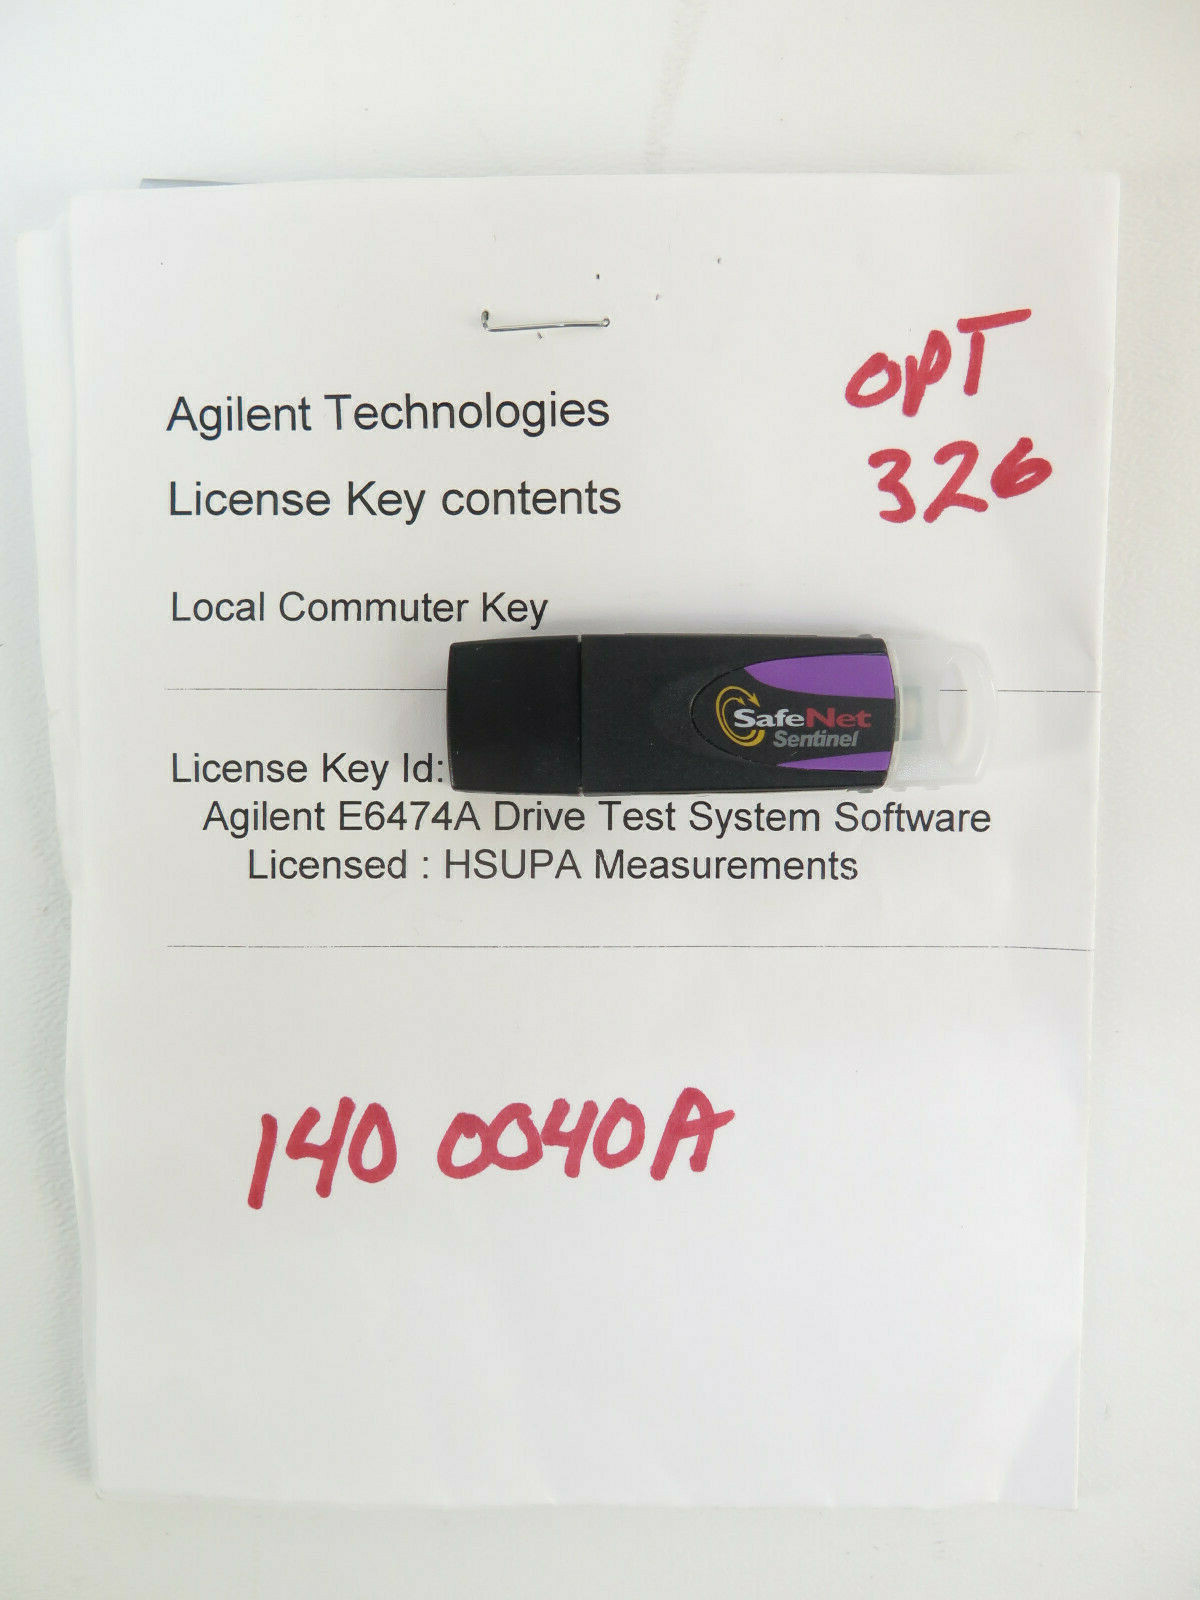 OPT
326
Agilent Technologies
License Key contents
Local Commuter Key
SafeNet
Sentinel
License Key Id:
Agilent E6474A Drive Test System Software
Licensed : HSUPA Measurements
140 0040A